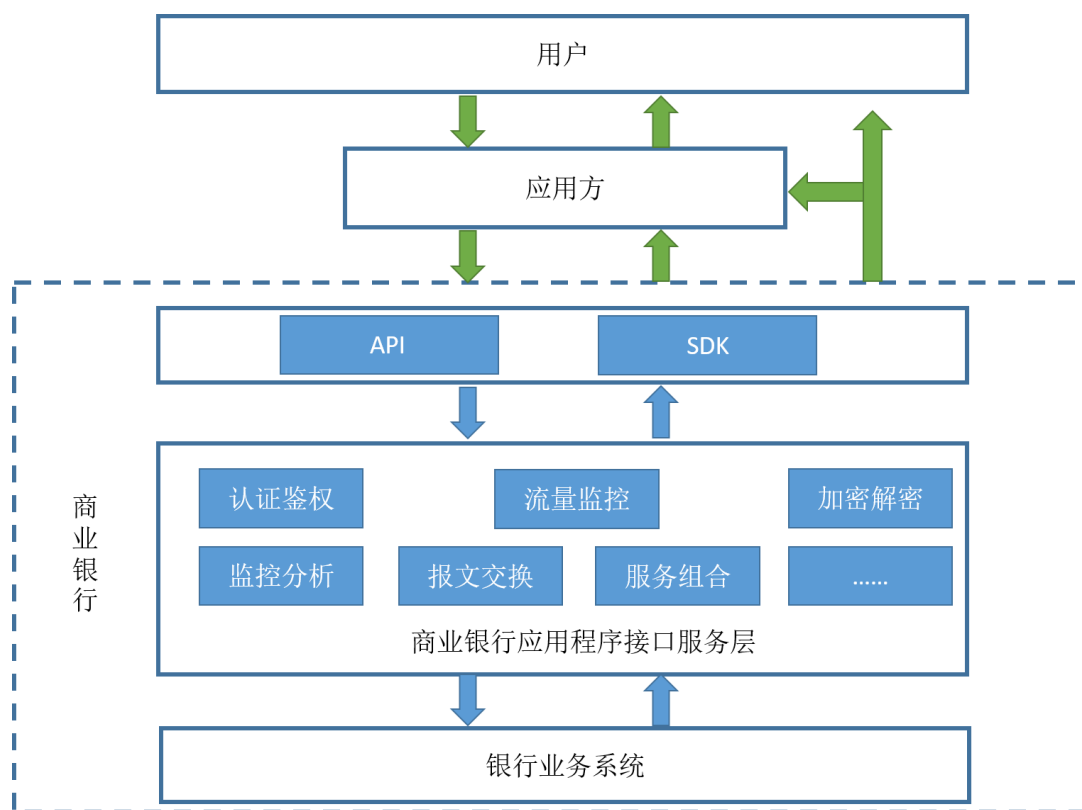 用户
应用方
API
SDK
商业银行
认证鉴权
流量监控
加密解密
监控分析
报文交换
服务组合
......
商业银行应用程序接口服务层
银行业务系统